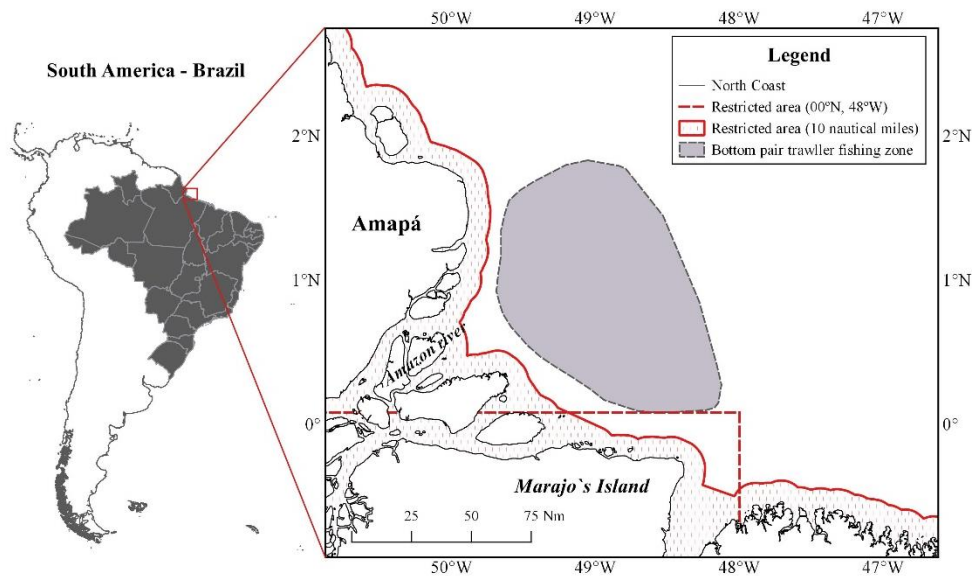 South America - Brazil
50°W 49°W 48°W 47°W
Legend
North Coast
Restricted area (00°N, 48°W)
Restricted area (10 nautical miles)
Bottom pair trawller fishing zone
2°N 2°N
Amapá
1°N 1°N
Amazon river
0° 0°
Marajo`s Island
25 50 75 Nm
50°W 49°W 48°W 47°W